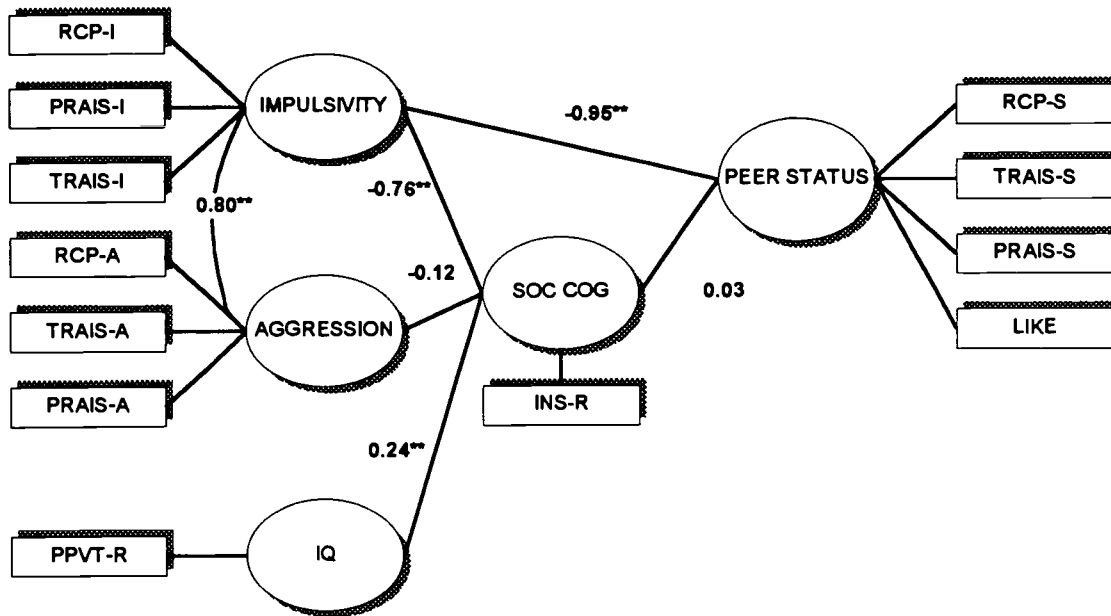 RCP-I
PRAIS-I
TRAIS-I
RCP-A
TRAIS-A
PRAIS-A
PPVT-R
IMPULSIVITY
AGGRESSION
IQ
0.80**
-0.95**
-0.76**
-0.12
0.24**
SOC COG
INS-R
0.03
PEER STATUS
RCP-S
TRAIS-S
PRAIS-S
LIKE